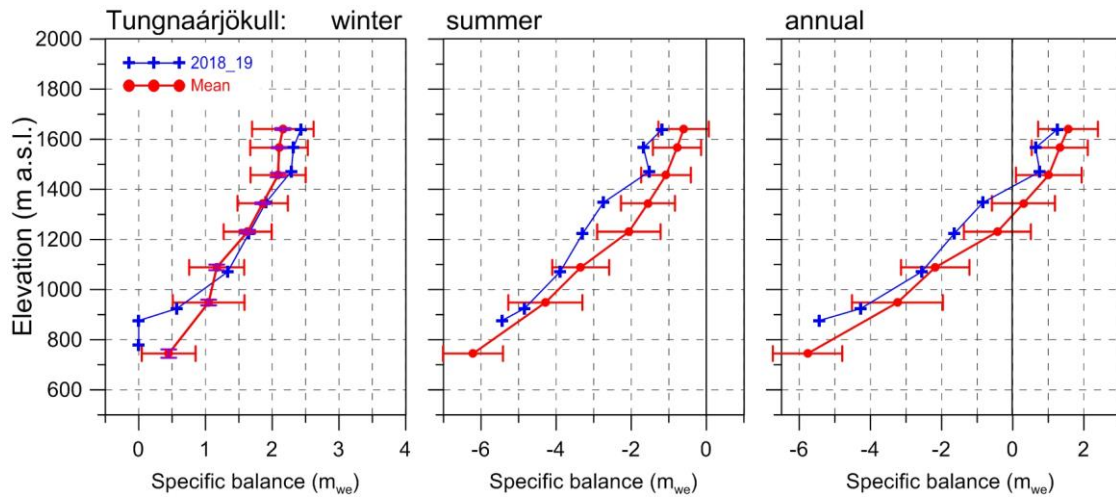 Tungnaárjökull: winter summer annual
2018_19
Mean
Elevation (m a.s.l.)
2000
1800
1600
1400
1200
1000
800
600
0 1 2 3 4 -6 -4 -2 0 -6 -4 -2 0 2
Specific balance (mwe) Specific balance (mwe) Specific balance (mwe)